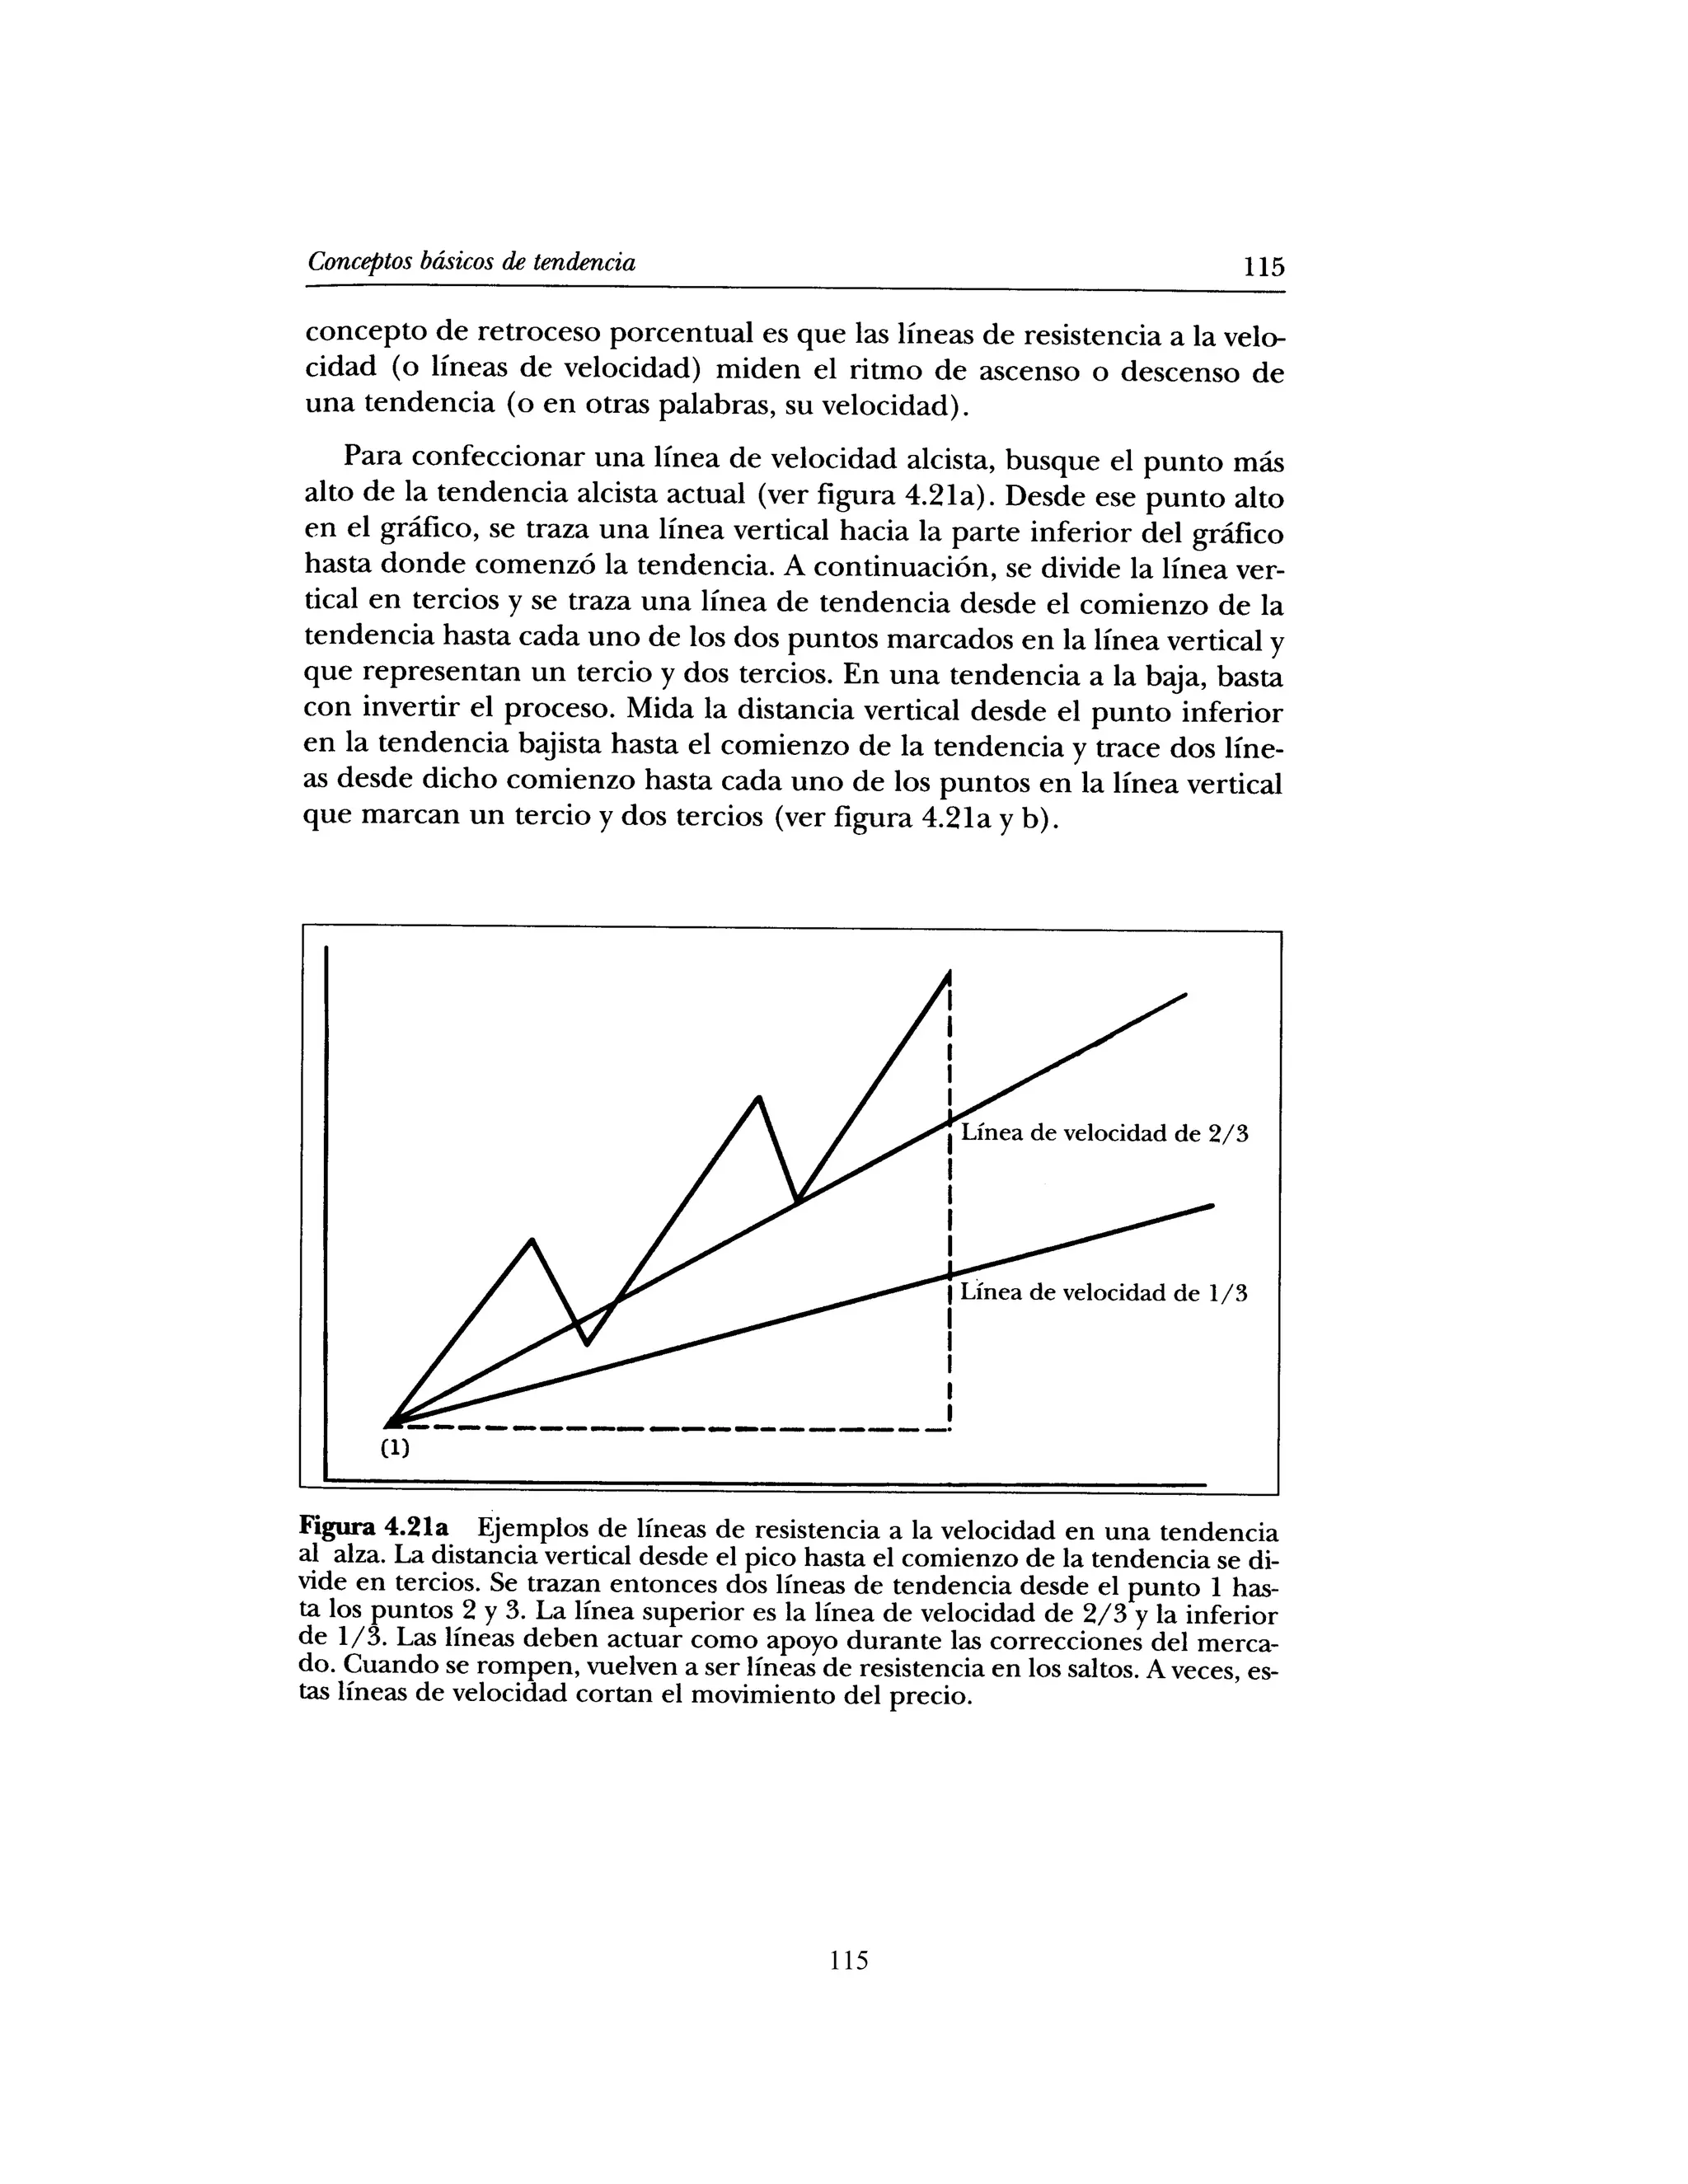 Conceptos básicos de tendencia 115
concepto de retroceso porcentual es que las líneas de resistencia a la velo-
cidad (o líneas de velocidad) miden el ritmo de ascenso o descenso de
una tendencia (o en otras palabras, su velocidad).
Para confeccionar una línea de velocidad alcista, busque el punto más
alto de la tendencia alcista actual (ver figura 4.21a). Desde ese punto alto
en el gráfico, se traza una línea vertical hacia la parte inferior del gráfico
hasta donde comenzó la tendencia. A continuación, se divide la línea ver-
tical en tercios y se traza una línea de tendencia desde el comienzo de la
tendencia hasta cada uno de los dos puntos marcados en la línea vertical y
que representan un tercio y dos tercios. En una tendencia a la baja, basta
con invertir el proceso. Mida la distancia vertical desde el punto inferior
en la tendencia bajista hasta el comienzo de la tendencia y trace dos líne-
as desde dicho comienzo hasta cada uno de los puntos en la línea vertical
que marcan un tercio y dos tercios (ver figura 4.21a y b).
Línea de velocidad de 2/3
Línea de velocidad de 1/3
(1)
Figura 4.21a Ejemplos de líneas de resistencia a la velocidad en una tendencia
al alza. La distancia vertical desde el pico hasta el comienzo de la tendencia se di-
vide en tercios. Se trazan entonces dos líneas de tendencia desde el punto 1 has-
ta los puntos 2 y 3. La línea superior es la línea de velocidad de 2/3 y la inferior
de 1/3. Las líneas deben actuar como apoyo durante las correcciones del merca-
do. Cuando se rompen, vuelven a ser líneas de resistencia en los saltos. A veces, es-
tas líneas de velocidad cortan el movimiento del precio.
115